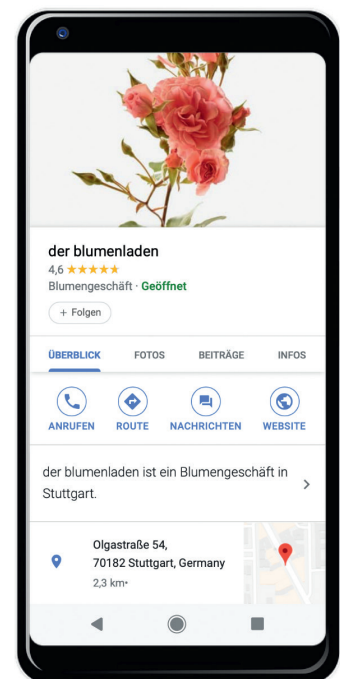 der blumenladen
4,6 ★★★★★
Blumengeschäft · Geöffnet
+ Folgen
ÜBERBLICK FOTOS BEITRÄGE INFOS
ANRUFEN ROUTE NACHRICHTEN WEBSITE
der blumenladen ist ein Blumengeschäft in
Stuttgart.
Olgastraße 54,
70182 Stuttgart, Germany
2,3 km•